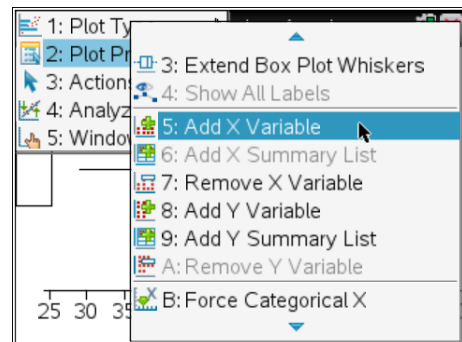 1: Plot Ty
2: Plot Pr
3: Action
4: Analyz
5: Window
3: Extend Box Plot Whiskers
4: Show All Labels
5: Add X Variable
6: Add X Summary List
7: Remove X Variable
8: Add Y Variable
9: Add Y Summary List
A: Remove Y Variable
B: Force Categorical X
25 30 35